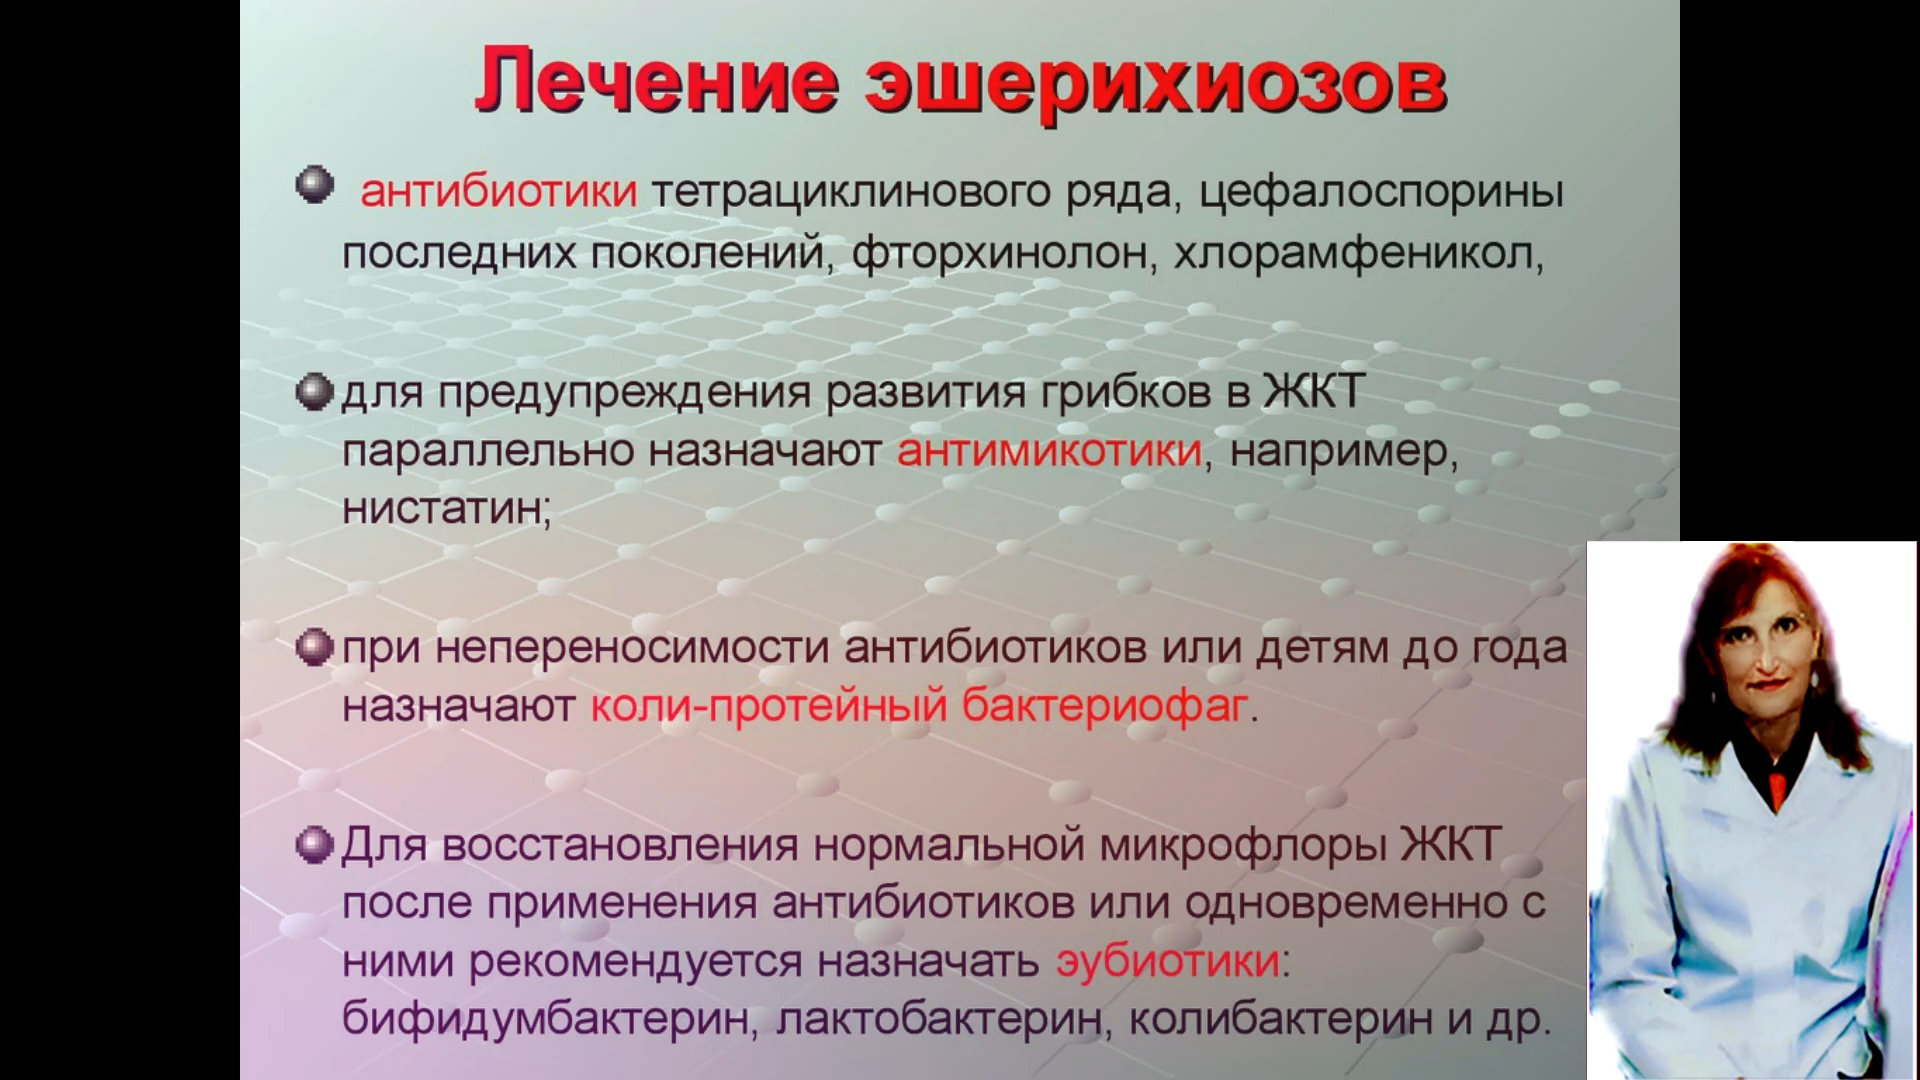 Лечение эшерихиозов
антибиотики тетрациклинового ряда, цефалоспорины
последних поколений, фторхинолон, хлорамфеникол,
для предупреждения развития грибков в ЖКТ
параллельно назначают антимикотики, например,
нистатин;
при непереносимости антибиотиков или детям до года
назначают коли-протейный бактериофаг.
Для восстановления нормальной микрофлоры ЖКТ
после применения антибиотиков или одновременно с
ними рекомендуется назначать эубиотики:
бифидумбактерин, лактобактерин, колибактерин и др.